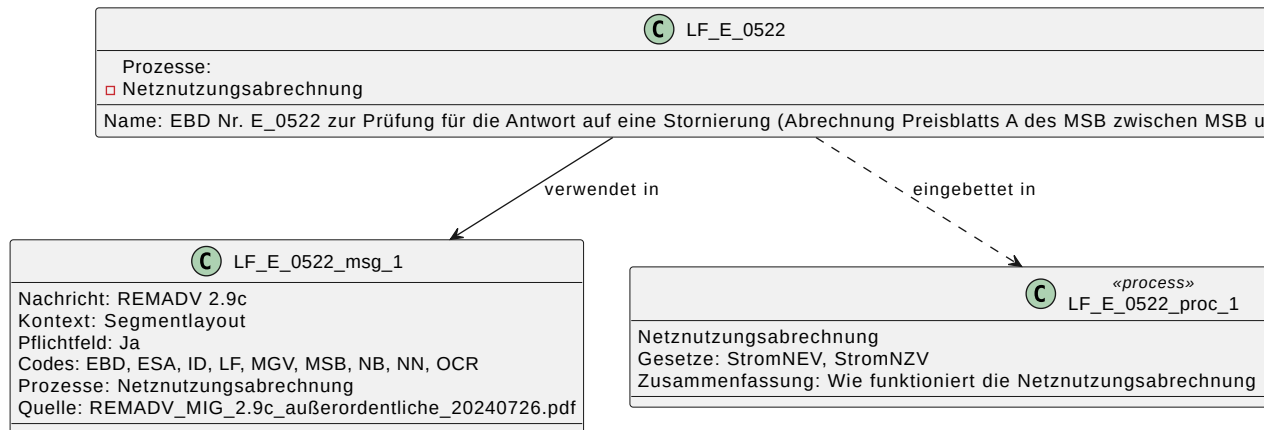 C LF_E_0522
Prozesse:
Netznutzungsabrechnung
Name: EBD Nr. E_0522 zur Prüfung für die Antwort auf eine Stornierung (Abrechnung Preisblatts A des MSB zwischen MSB u
verwendet in
eingebettet in
C LF_E_0522_msg_1
Nachricht: REMADV 2.9c
Kontext: Segmentlayout
Pflichtfeld: Ja
Codes: EBD, ESA, ID, LF, MGV, MSB, NB, NN, OCR
Prozesse: Netznutzungsabrechnung
Quelle: REMADV_MIG_2.9c_außerordentliche_20240726.pdf
«process»
C LF_E_0522_proc_1
Netznutzungsabrechnung
Gesetze: StromNEV, StromNZV
Zusammenfassung: Wie funktioniert die Netznutzungsabrechnung